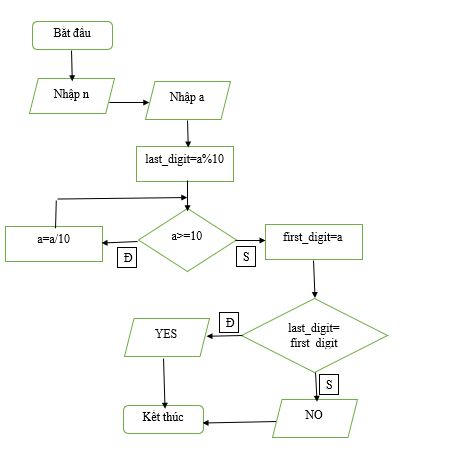 Bắt đầu
Nhập n
Nhập a
last_digit=a%10
a>=10
a=a/10
Đ
S
first_digit=a
last_digit=
first_digit
Đ
YES
S
NO
Kết thúc